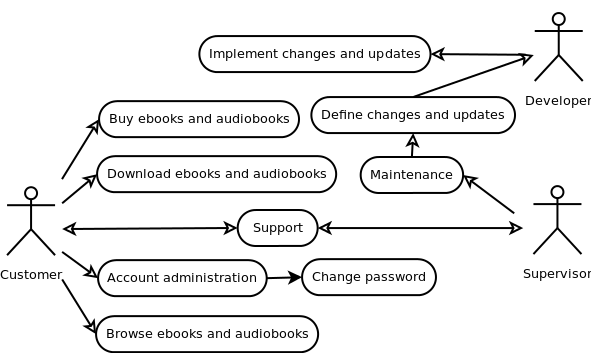 Implement changes and updates
Developer
Buy ebooks and audiobooks
Define changes and updates
Download ebooks and audiobooks
Maintenance
Support
Customer
Supervisor
Account administration
Change password
Browse ebooks and audiobooks